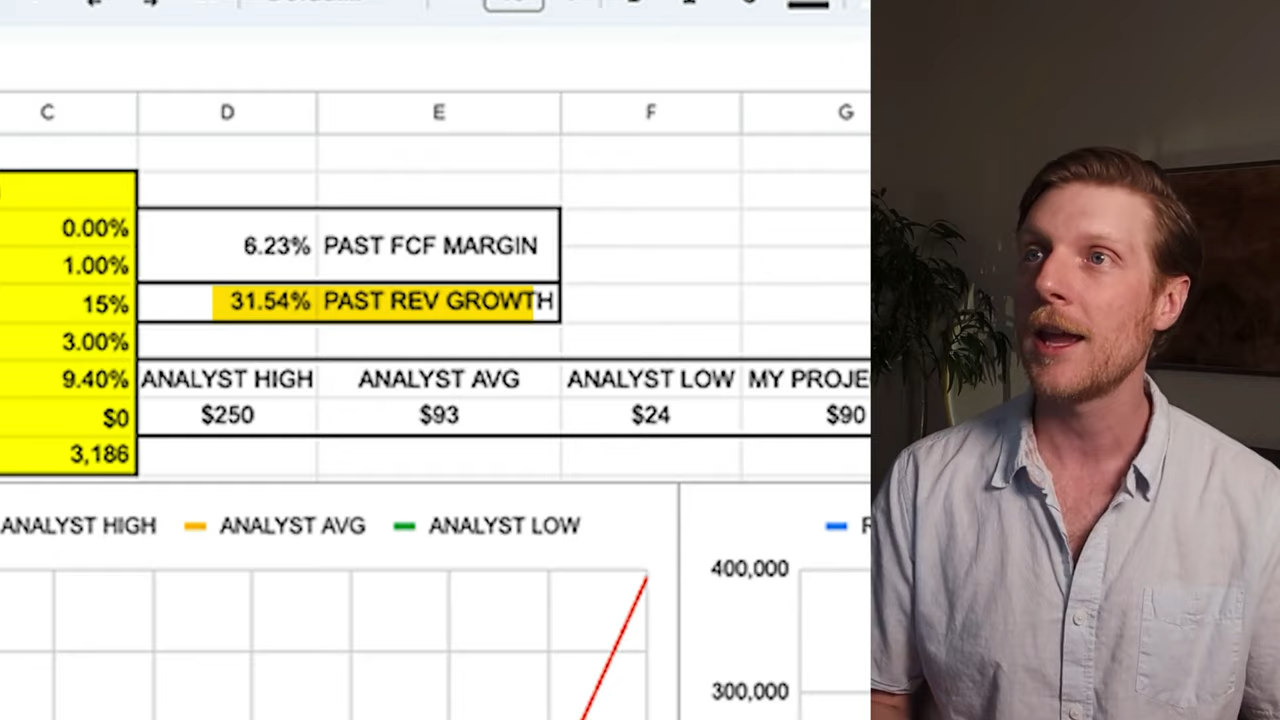 C D E F G
0.00%
6.23% PAST FCF MARGIN
1.00%
15% 31.54% PAST REV GROWTH
3.00%
9.40% ANALYST HIGH ANALYST AVG ANALYST LOW MY PROJE
$0 $250 $93 $24 $90
3,186
ANALYST HIGH ANALYST AVG ANALYST LOW
400,000
300,000